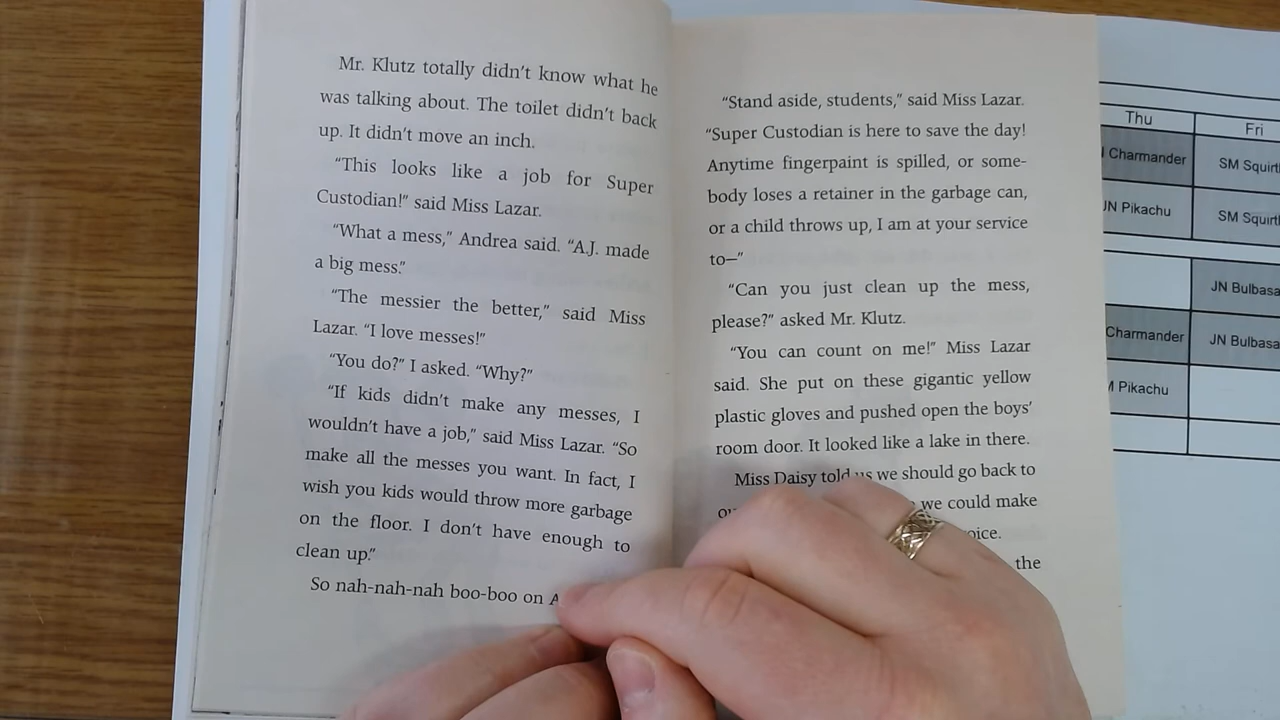 Mr. Klutz totally didn't know what he
was talking about. The toilet didn't back
up. It didn't move an inch.
“This looks like a job for Super
Custodian!” said Miss Lazar.
“What a mess,” Andrea said. “A.J. made
a big mess.”
“The messier the better,” said Miss
Lazar. “I love messes!”
“You do?” I asked. “Why?”
“If kids didn't make any messes, I
wouldn't have a job,” said Miss Lazar. “So
make all the messes you want. In fact, I
wish you kids would throw more garbage
on the floor. I don't have enough to
clean up.”
So nah-nah-nah boo-boo on
“Stand aside, students,” said Miss Lazar.
“Super Custodian is here to save the day!
Anytime fingerpaint is spilled, or some-
body loses a retainer in the garbage can,
or a child throws up, I am at your service
to—”
“Can you just clean up the mess,
please?” asked Mr. Klutz.
“You can count on me!” Miss Lazar
said. She put on these gigantic yellow
plastic gloves and pushed open the boys'
room door. It looked like a lake in there.
Miss Daisy told us we should go back to
we could make
the
Thu Fri
Charmander SM
JN Pikachu SM
JN
Charmander JN
Pikachu